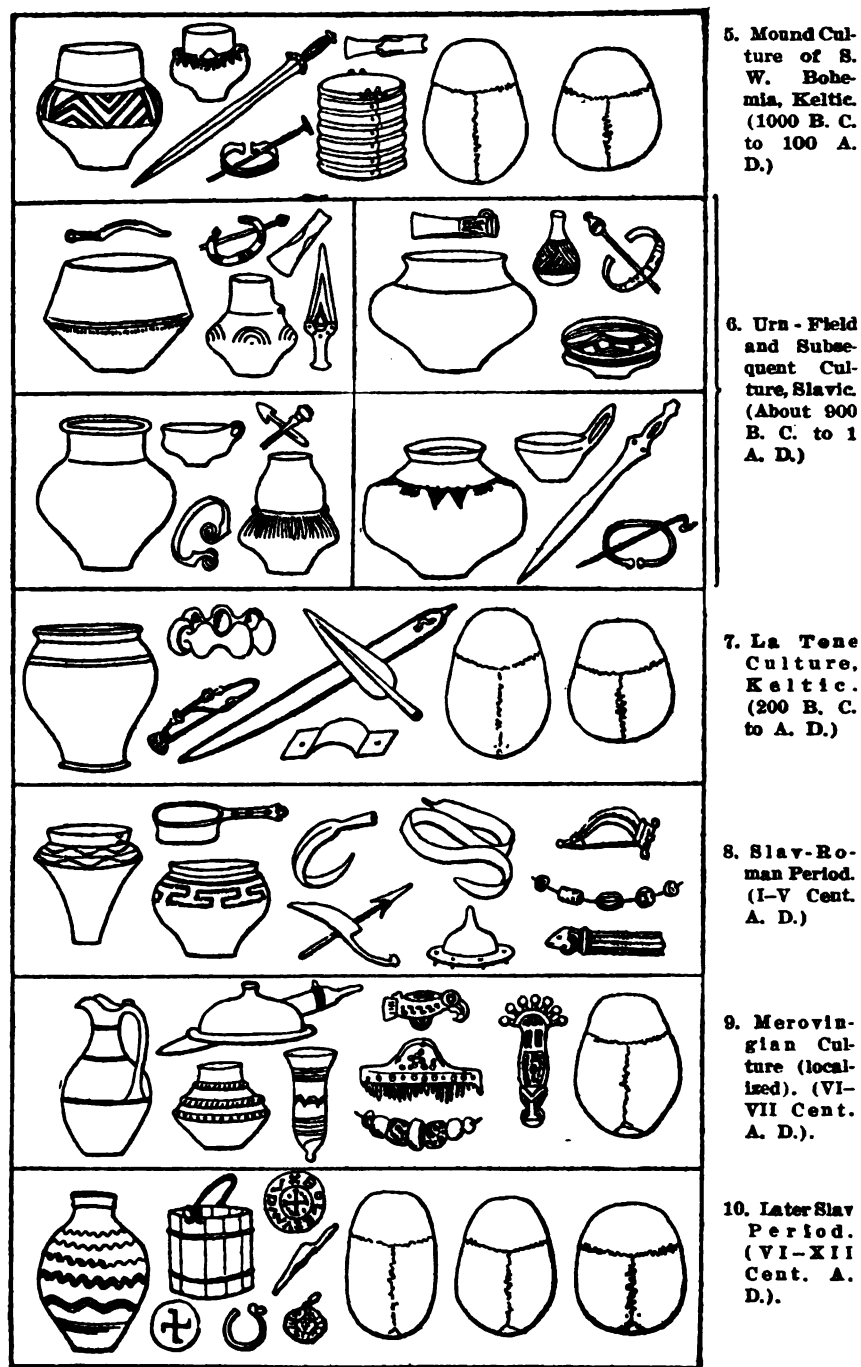 5. Mound Cul-
ture of S.
W. Bohe-
mia, Keltic.
(1000 B. C.
to 100 A.
D.)
6. Urn - Field
and Subse-
quent Cul-
ture, Slavic.
(About 900
B. C. to 1
A. D.)
7. La Tene
Culture,
Keltic.
(200 B. C.
to A. D.)
8. Slav-Ro-
man Period.
(I–V Cent.
A. D.)
9. Merovin-
gian Cul-
ture (local-
ized). (VI–
VII Cent.
A. D.).
10. Later Slav
Period.
(VI–XII
Cent. A.
D.).